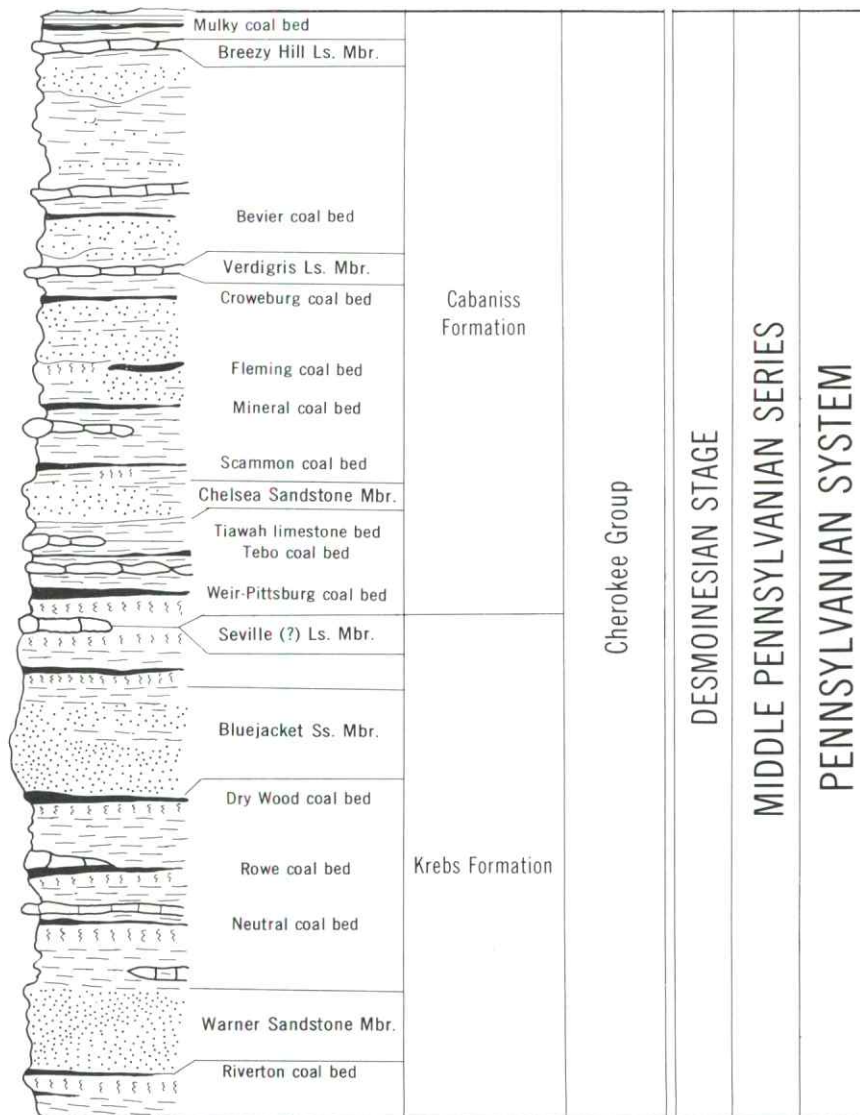 Mulky coal bed
Breezy Hill Ls. Mbr.
Bevier coal bed
Verdigris Ls. Mbr.
Croweburg coal bed
Fleming coal bed
Mineral coal bed
Scammon coal bed
Chelsea Sandstone Mbr.
Tiawah limestone bed
Tebo coal bed
Weir-Pittsburg coal bed
Seville (?) Ls. Mbr.
Bluejacket Ss. Mbr.
Dry Wood coal bed
Rowe coal bed
Neutral coal bed
Warner Sandstone Mbr.
Riverton coal bed
Cabaniss
Formation
Krebs Formation
Cherokee Group
DESMOINESIAN STAGE
MIDDLE PENNSYLVANIAN SERIES
PENNSYLVANIAN SYSTEM